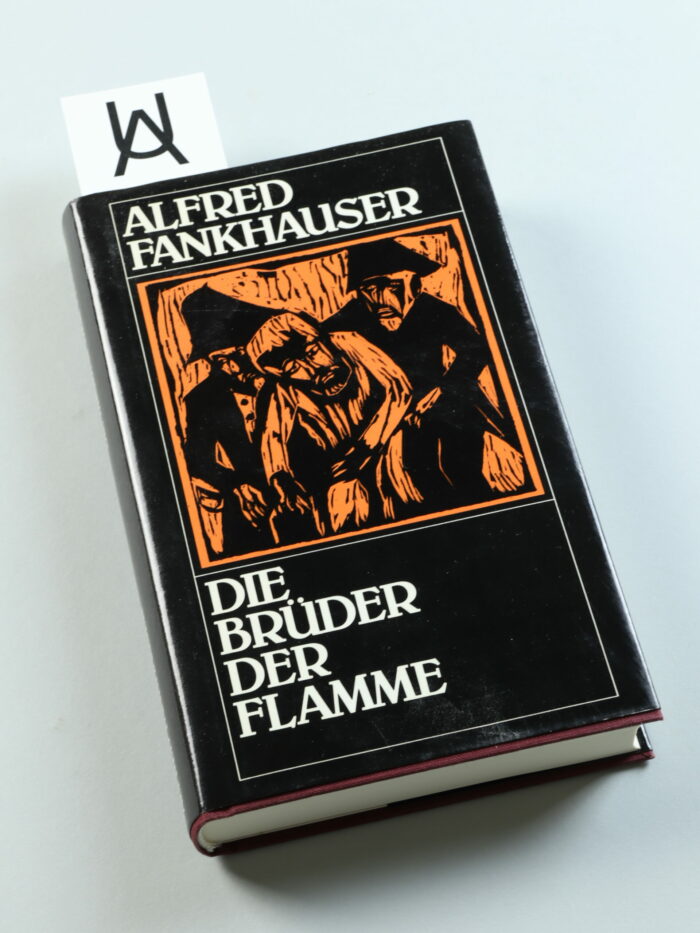 ALFRED
FANKHAUSER
DIE
BRÜDER
DER
FLAMME